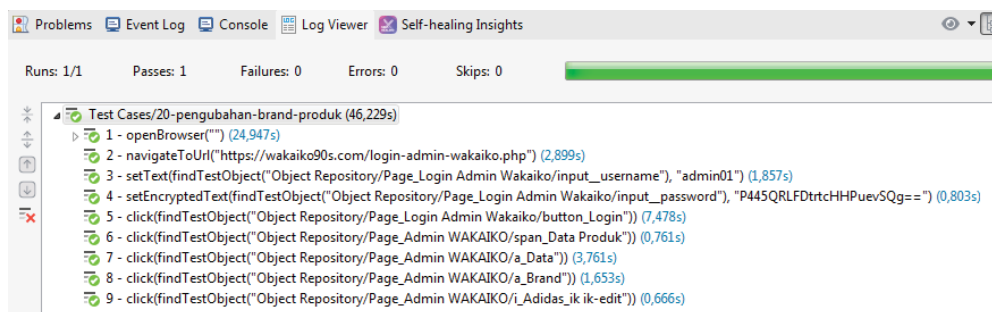 Problems Event Log Console Log Viewer Self-healing Insights
Runs: 1/1 Passes: 1 Failures: 0 Errors: 0 Skips: 0
Test Cases/20-pengubahan-brand-produk (46,229s)
1 - openBrowser("") (24,947s)
2 - navigateToUrl("https://wakaiko90s.com/login-admin-wakaiko.php") (2,899s)
3 - setText(findTestObject("Object Repository/Page_Login Admin Wakaiko/input__username"), "admin01") (1,857s)
4 - setEncryptedText(findTestObject("Object Repository/Page_Login Admin Wakaiko/input__password"), "P445QRLFDtrtcHHPuevSQg==") (0,803s)
5 - click(findTestObject("Object Repository/Page_Login Admin Wakaiko/button_Login")) (7,478s)
6 - click(findTestObject("Object Repository/Page_Admin WAKAIKO/span_Data Produk")) (0,761s)
7 - click(findTestObject("Object Repository/Page_Admin WAKAIKO/a_Data")) (3,761s)
8 - click(findTestObject("Object Repository/Page_Admin WAKAIKO/a_Brand")) (1,653s)
9 - click(findTestObject("Object Repository/Page_Admin WAKAIKO/i_Adidas_ik ik-edit")) (0,666s)